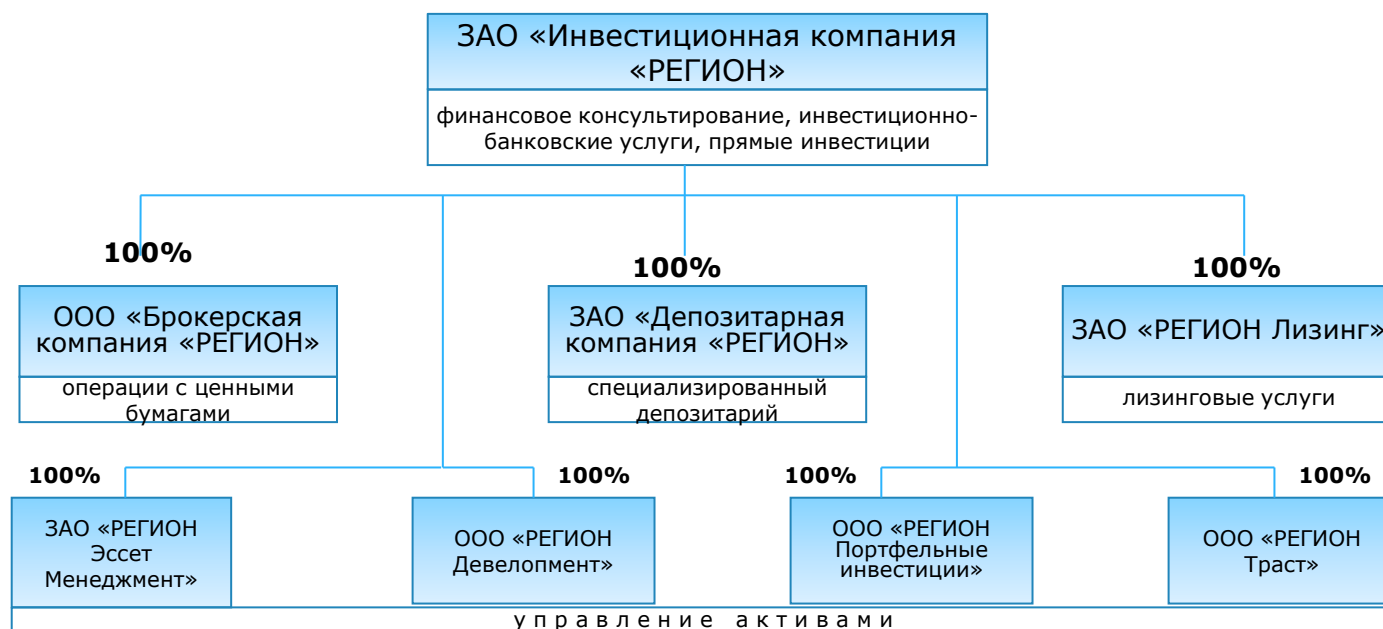 ЗАО «Инвестиционная компания
«РЕГИОН»
финансовое консультирование, инвестиционно-
банковские услуги, прямые инвестиции
100%
100%
100%
ООО «Брокерская
компания «РЕГИОН»
операции с ценными
бумагами
ЗАО «Депозитарная
компания «РЕГИОН»
специализированный
депозитарий
ЗАО «РЕГИОН Лизинг»
лизинговые услуги
100%
100%
100%
100%
ЗАО «РЕГИОН
Эссет
Менеджмент»
ООО «РЕГИОН
Девелопмент»
ООО «РЕГИОН
Портфельные
инвестиции»
ООО «РЕГИОН
Траст»
управление активами